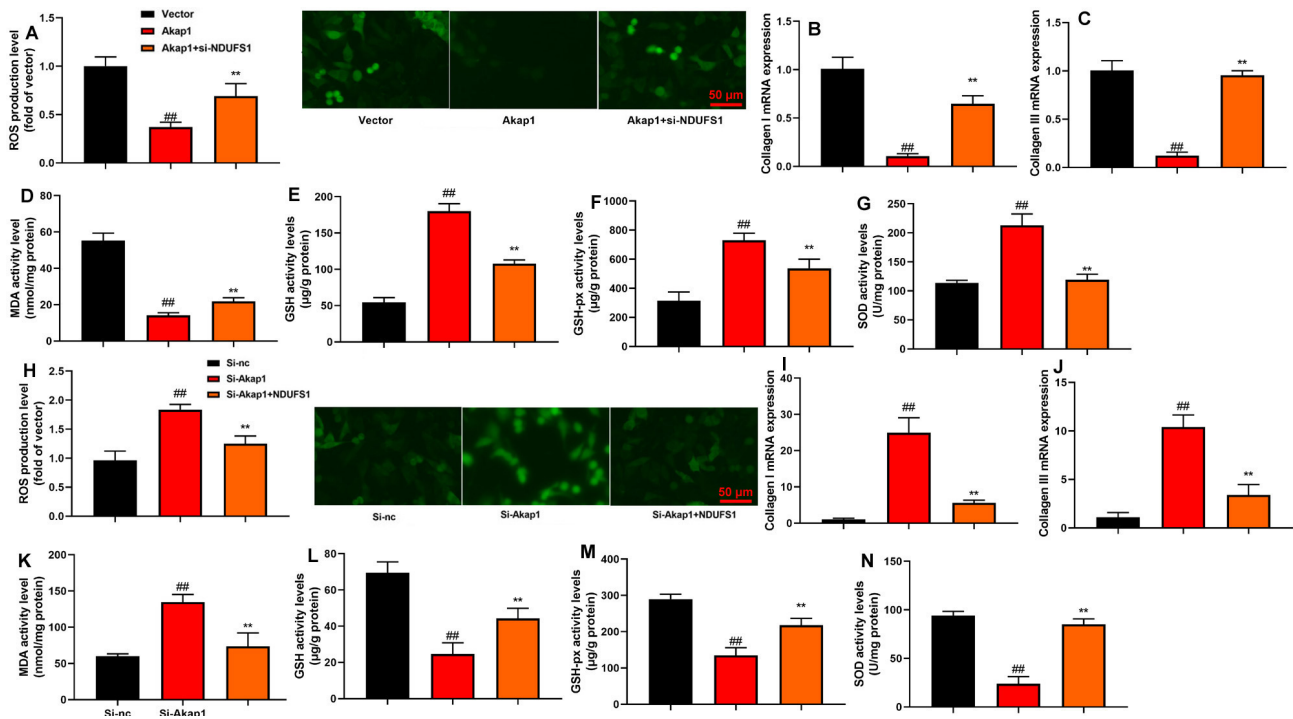 A
ROS production level
(fold of vector)
1.5
1.0
0.5
0.0
##
**
Vector
Akap1
Akap1+si-NDUFS1
50 μm
Vector
Akap1
Akap1+si-NDUFS1
B
Collagen I mRNA expression
1.5
1.0
0.5
0.0
##
**
C
Collagen III mRNA expression
1.5
1.0
0.5
0.0
##
**
D
MDA activity level
(nmol/mg protein)
80
60
40
20
0
##
**
E
GSH activity levels
(μg/g protein)
200
150
100
50
0
##
**
F
GSH-px activity levels
(μg/g protein)
1000
800
600
400
200
##
**
G
SOD activity levels
(U/mg protein)
250
200
150
100
50
0
##
**
H
ROS production level
(fold of vector)
2.5
2.0
1.5
1.0
0.5
0.0
##
**
Si-nc
Si-Akap1
Si-Akap1+NDUFS1
50 μm
Si-nc
Si-Akap1
Si-Akap1+NDUFS1
I
Collagen I mRNA expression
40
30
20
10
0
##
**
J
Collagen III mRNA expression
15
10
5
0
##
**
K
MDA activity level
(nmol/mg protein)
200
150
100
50
0
##
**
Si-nc
Si-Akap1
L
GSH activity levels
(μg/g protein)
80
60
40
20
0
##
**
M
GSH-px activity levels
(μg/g protein)
400
300
200
100
0
##
**
N
SOD activity levels
(U/mg protein)
150
100
50
0
##
**